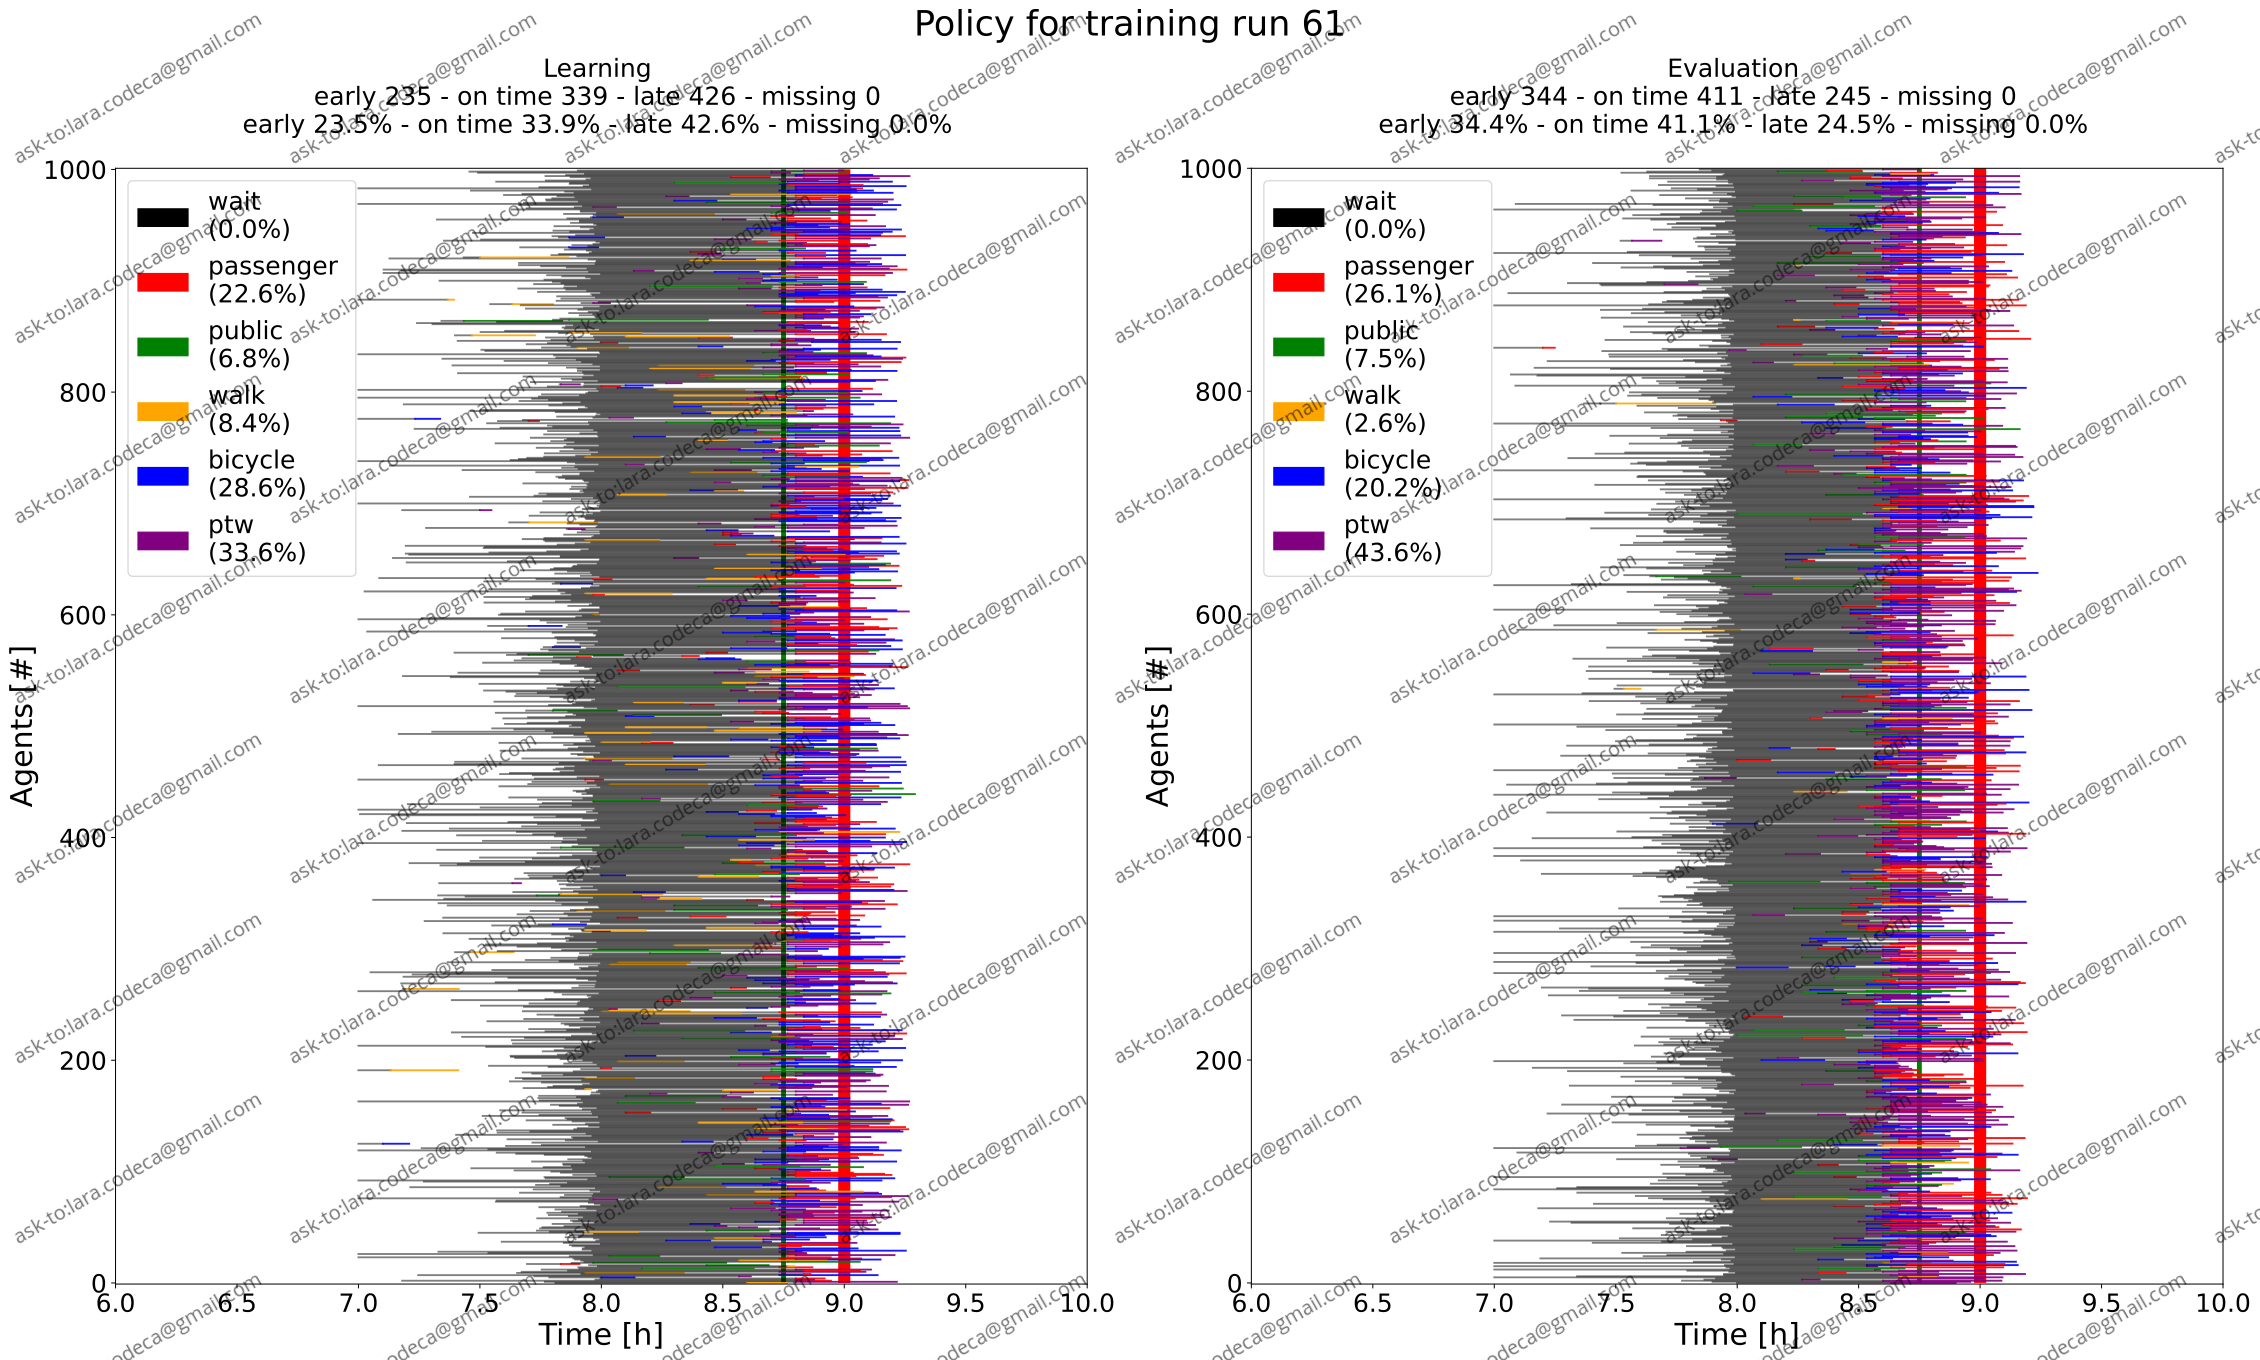 Policy for training run 61
Learning
early 235 - on time 339 - late 426 - missing 0
early 23.5% - on time 33.9% - late 42.6% - missing 0.0%
1000
800
600
400
200
0
Agents [#]
wait
(0.0%)
passenger
(22.6%)
public
(6.8%)
walk
(8.4%)
bicycle
(28.6%)
ptw
(33.6%)
6.0 6.5 7.0 7.5 8.0 8.5 9.0 9.5 10.0
Time [h]
Evaluation
early 344 - on time 411 - late 245 - missing 0
early 34.4% - on time 41.1% - late 24.5% - missing 0.0%
1000
800
600
400
200
0
Agents [#]
wait
(0.0%)
passenger
(26.1%)
public
(7.5%)
walk
(2.6%)
bicycle
(20.2%)
ptw
(43.6%)
6.0 6.5 7.0 7.5 8.0 8.5 9.0 9.5 10.0
Time [h]
ask-to:lara.codeca@gmail.com